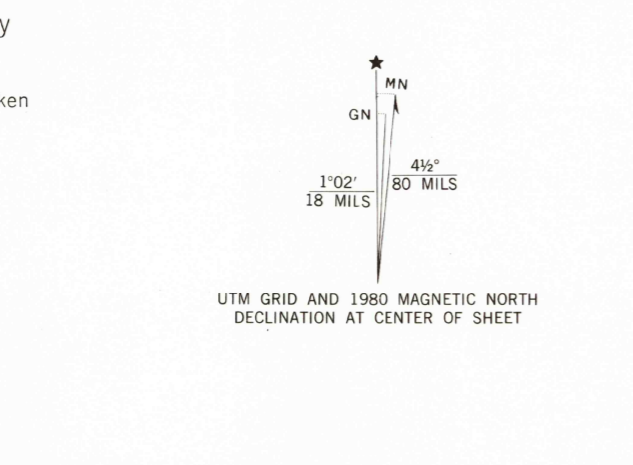 y
ken
★
MN
GN
4½°
80 MILS
1°02′
18 MILS
UTM GRID AND 1980 MAGNETIC NORTH
DECLINATION AT CENTER OF SHEET